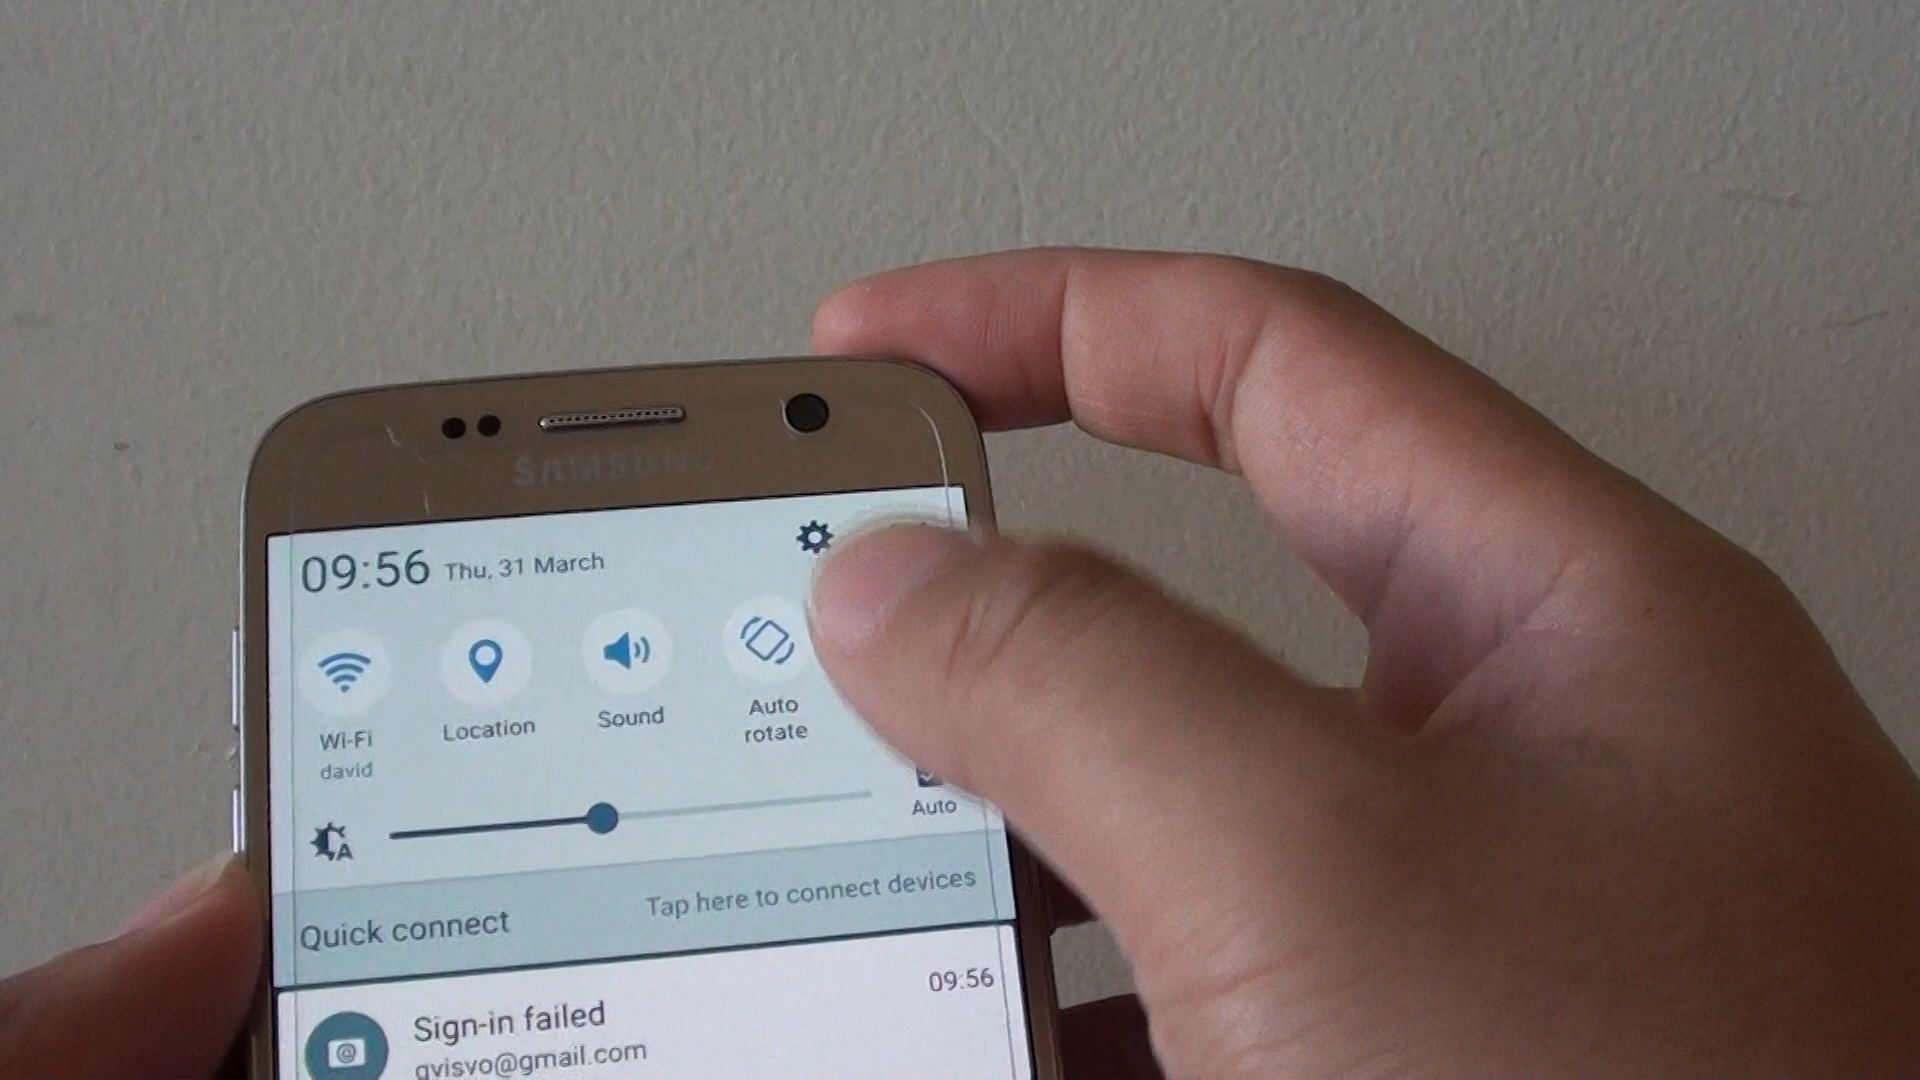 SAMSUNG
09:56 Thu, 31 March
Wi-Fi
david
Location
Sound
Auto
rotate
A
Auto
Quick connect
Tap here to connect devices
Sign-in failed
09:56
@
gvisvo@gmail.com